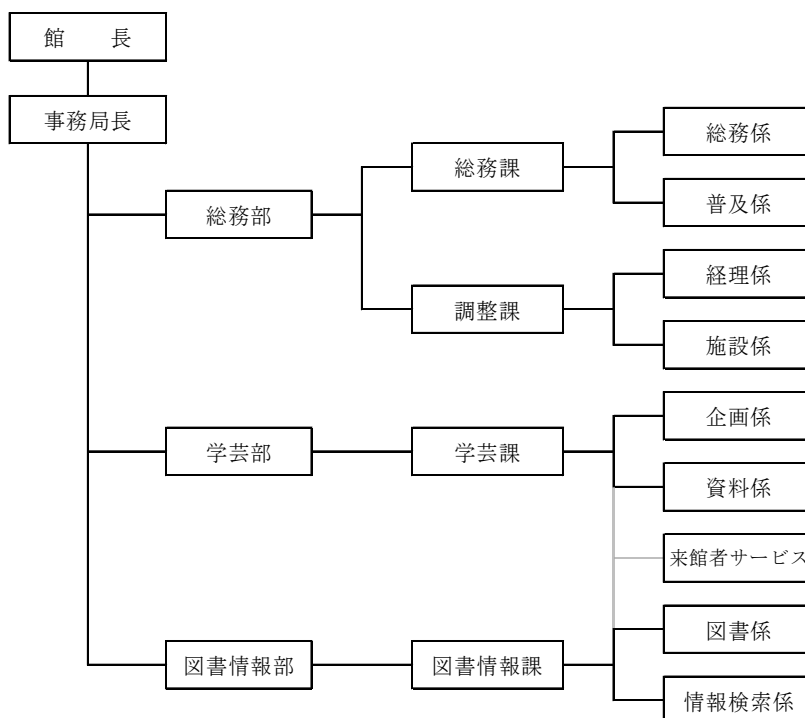 館　　長
事務局長
総務部
総務課
総務係
普及係
調整課
経理係
施設係
学芸部
学芸課
企画係
資料係
来館者サービス
図書情報部
図書情報課
図書係
情報検索係